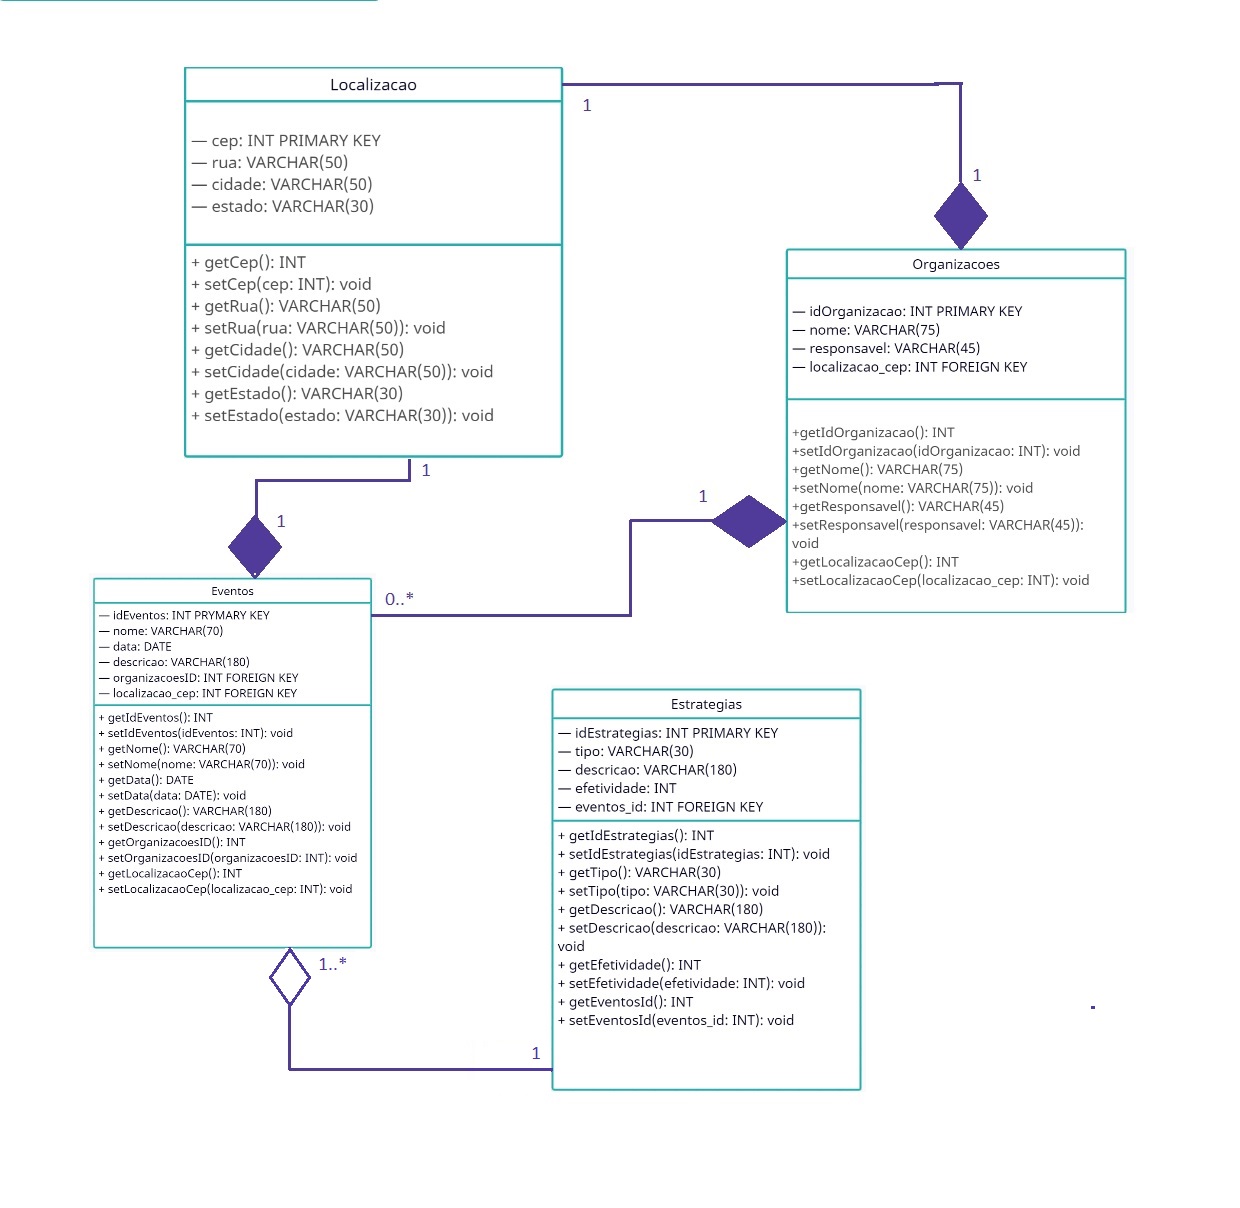 Localizacao
— cep: INT PRIMARY KEY
— rua: VARCHAR(50)
— cidade: VARCHAR(50)
— estado: VARCHAR(30)
+ getCep(): INT
+ setCep(cep: INT): void
+ getRua(): VARCHAR(50)
+ setRua(rua: VARCHAR(50)): void
+ getCidade(): VARCHAR(50)
+ setCidade(cidade: VARCHAR(50)): void
+ getEstado(): VARCHAR(30)
+ setEstado(estado: VARCHAR(30)): void
1
1
Organizacoes
— idOrganizacao: INT PRIMARY KEY
— nome: VARCHAR(75)
— responsavel: VARCHAR(45)
— localizacao_cep: INT FOREIGN KEY
+getIdOrganizacao(): INT
+setIdOrganizacao(idOrganizacao: INT): void
+getNome(): VARCHAR(75)
+setNome(nome: VARCHAR(75)): void
+getResponsavel(): VARCHAR(45)
+setResponsavel(responsavel: VARCHAR(45)):
void
+getLocalizacaoCep(): INT
+setLocalizacaoCep(localizacao_cep: INT): void
1
1
1
0..*
Eventos
— idEventos: INT PRYMARY KEY
— nome: VARCHAR(70)
— data: DATE
— descricao: VARCHAR(180)
— organizacoesID: INT FOREIGN KEY
— localizacao_cep: INT FOREIGN KEY
+ getIdEventos(): INT
+ setIdEventos(idEventos: INT): void
+ getNome(): VARCHAR(70)
+ setNome(nome: VARCHAR(70)): void
+ getData(): DATE
+ setData(data: DATE): void
+ getDescricao(): VARCHAR(180)
+ setDescricao(descricao: VARCHAR(180)): void
+ getOrganizacoesID(): INT
+ setOrganizacoesID(organizacoesID: INT): void
+ getLocalizacaoCep(): INT
+ setLocalizacaoCep(localizacao_cep: INT): void
1..*
1
Estrategias
— idEstrategias: INT PRIMARY KEY
— tipo: VARCHAR(30)
— descricao: VARCHAR(180)
— efetividade: INT
— eventos_id: INT FOREIGN KEY
+ getIdEstrategias(): INT
+ setIdEstrategias(idEstrategias: INT): void
+ getTipo(): VARCHAR(30)
+ setTipo(tipo: VARCHAR(30)): void
+ getDescricao(): VARCHAR(180)
+ setDescricao(descricao: VARCHAR(180)):
void
+ getEfetividade(): INT
+ setEfetividade(efetividade: INT): void
+ getEventosId(): INT
+ setEventosId(eventos_id: INT): void